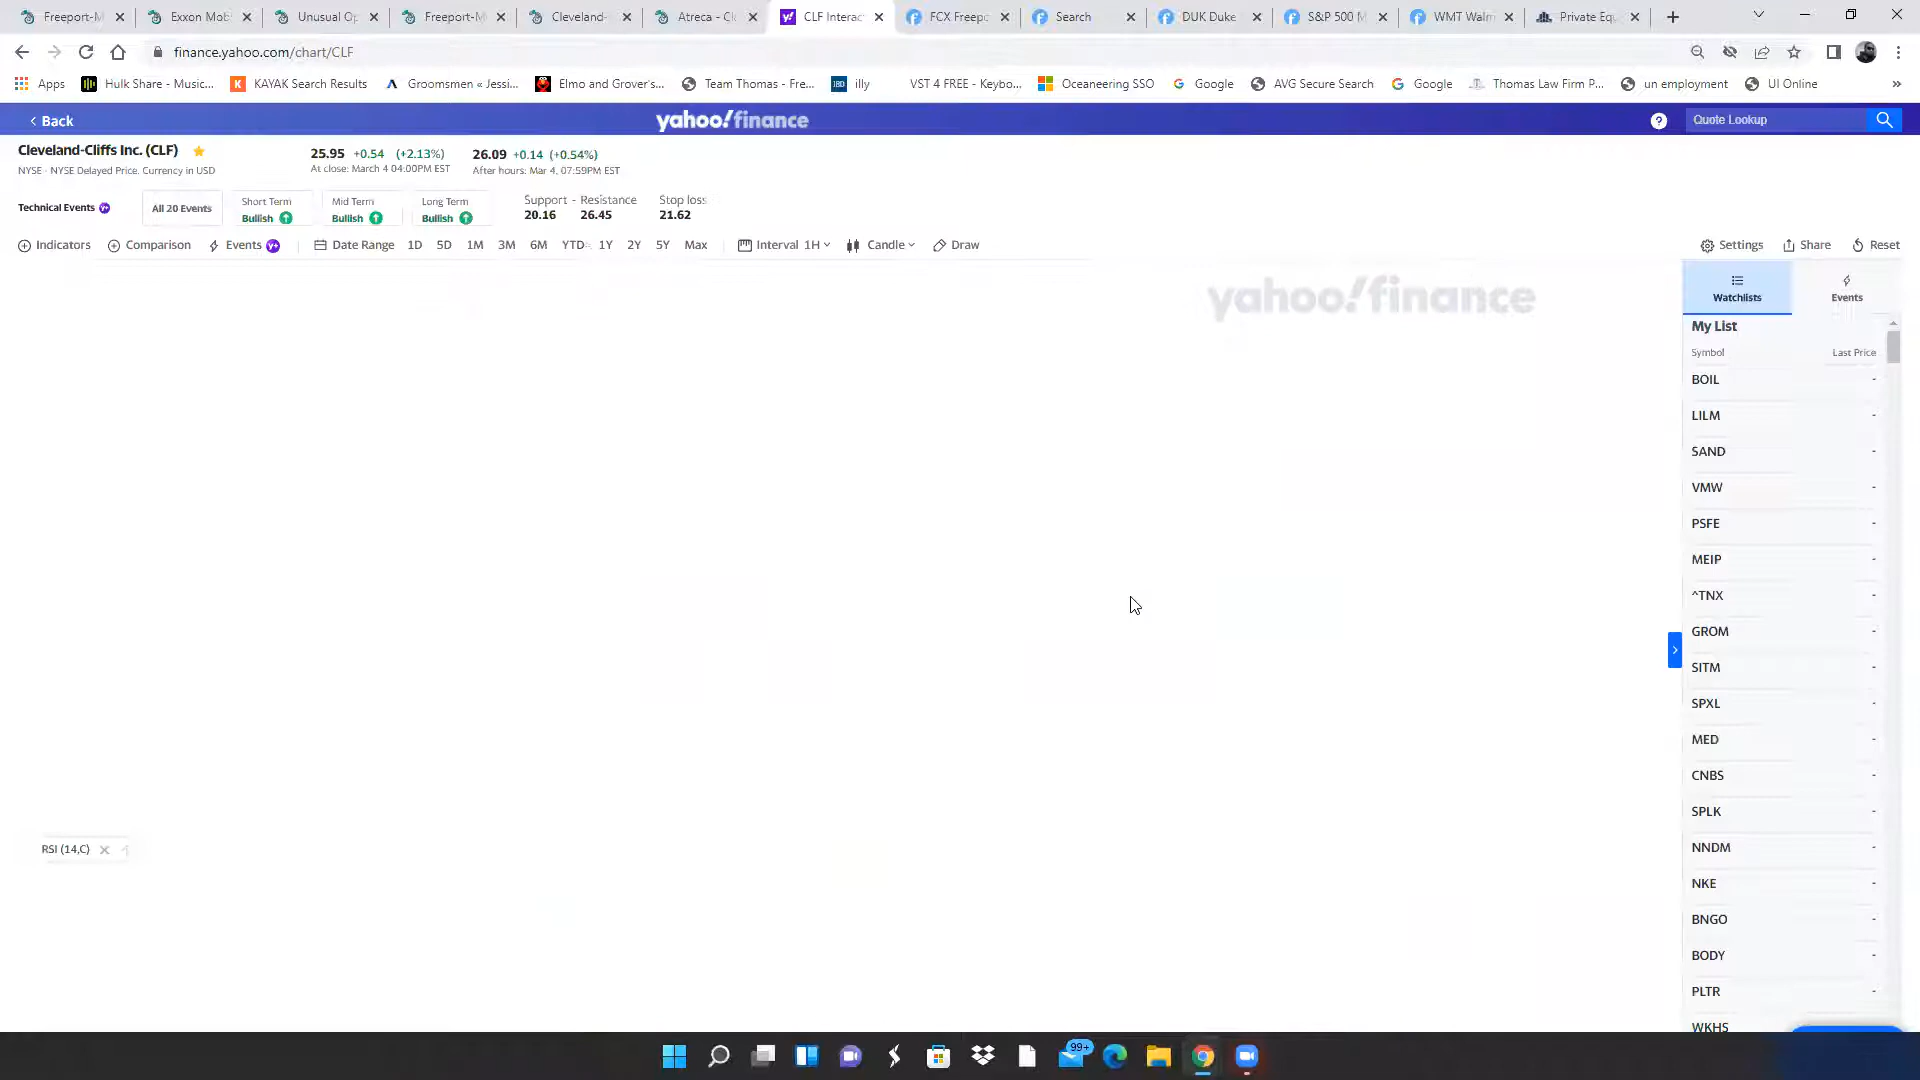 Freeport-M
Exxon Mob
Unusual Op
Freeport-M
Cleveland-
Atreca - Cl
CLF Interac
FCX Freepo
Search
DUK Duke
S&P 500 M
WMT Walm
Private Equ
finance.yahoo.com/chart/CLF
Apps
Hulk Share - Music...
KAYAK Search Results
Groomsmen « Jessi...
Elmo and Grover's...
Team Thomas - Fre...
illy
VST 4 FREE - Keybo...
Oceaneering SSO
Google
AVG Secure Search
Google
Thomas Law Firm P...
un employment
UI Online
Back
yahoo!finance
Quote Lookup
Cleveland-Cliffs Inc. (CLF)
25.95 +0.54 (+2.13%)
26.09 +0.14 (+0.54%)
NYSE - NYSE Delayed Price. Currency in USD
At close: March 4 04:00PM EST
After hours: Mar 4, 07:59PM EST
Technical Events
All 20 Events
Short Term
Bullish
Mid Term
Bullish
Long Term
Bullish
Support - Resistance
20.16 26.45
Stop loss
21.62
Indicators
Comparison
Events
Date Range
1D
5D
1M
3M
6M
YTD
1Y
2Y
5Y
Max
Interval 1H
Candle
Draw
Settings
Share
Reset
yahoo!finance
Watchlists
Events
My List
Symbol Last Price
BOIL -
LILM -
SAND -
VMW -
PSFE -
MEIP -
^TNX -
GROM -
SITM -
SPXL -
MED -
CNBS -
SPLK -
NNDM -
NKE -
BNGO -
BODY -
PLTR -
WKHS
RSI (14,C)
99+